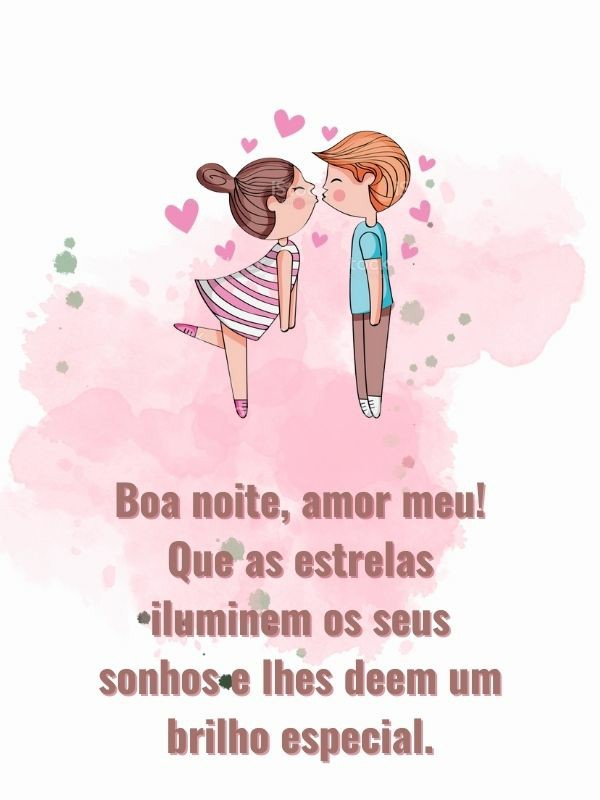 Boa noite, amor meu!
Que as estrelas
iluminem os seus
sonhos e lhes deem um
brilho especial.